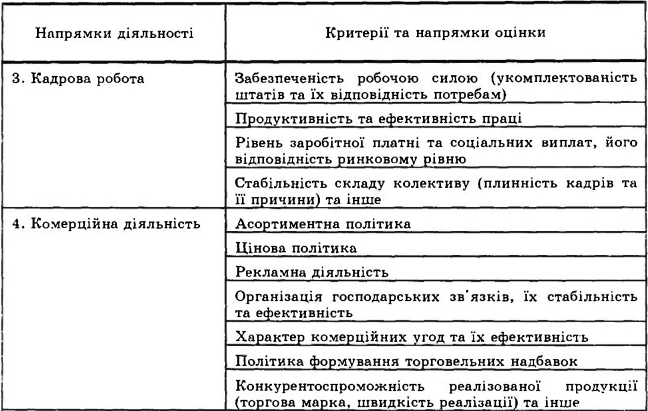 Напрямки діяльності
Критерії та напрямки оцінки
3. Кадрова робота
Забезпеченість робочою силою (укомплектованість
штатів та їх відповідність потребам)
Продуктивність та ефективність праці
Рівень заробітної платні та соціальних виплат, його
відповідність ринковому рівню
Стабільність складу колективу (плинність кадрів та
її причини) та інше
4. Комерційна діяльність
Асортиментна політика
Цінова політика
Рекламна діяльність
Організація господарських зв'язків, їх стабільність
та ефективність
Характер комерційних угод та їх ефективність
Політика формування торговельних надбавок
Конкурентоспроможність реалізованої продукції
(торгова марка, швидкість реалізації) та інше